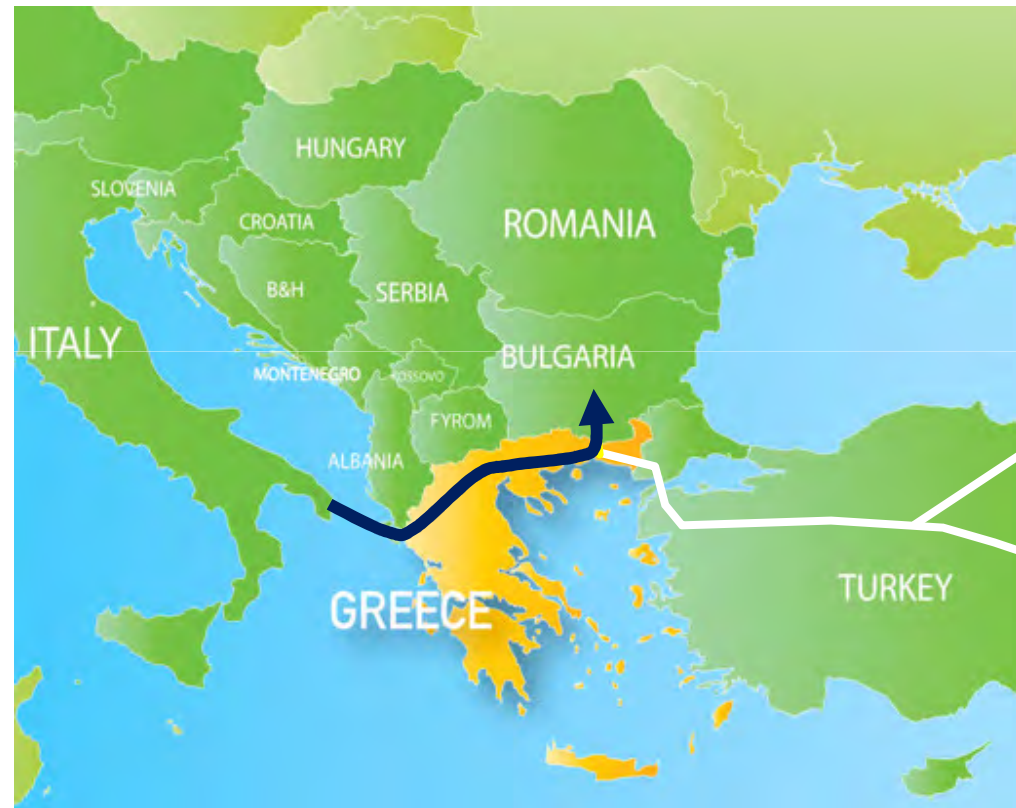 HUNGARY
SLOVENIA
CROATIA
ROMANIA
B&H
SERBIA
ITALY
BULGARIA
MONTENEGRO
KOSSOVO
FYROM
ALBANIA
TURKEY
GREECE